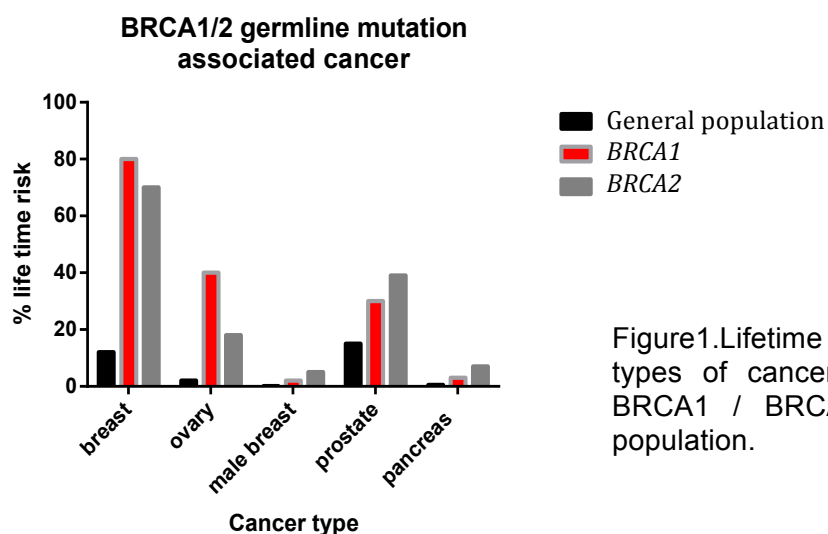 BRCA1/2 germline mutation
associated cancer
% life time risk
100
80
60
40
20
0
breast
ovary
male breast
prostate
pancreas
Cancer type
General population
BRCA1
BRCA2
Figure1.Lifetime
types of cancer
BRCA1 / BRCA
population.